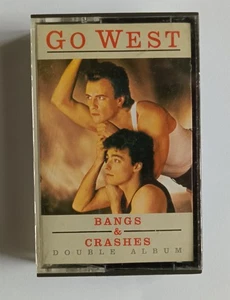 GO WEST
BANGS
&
CRASHES
DOUBLE ALBUM